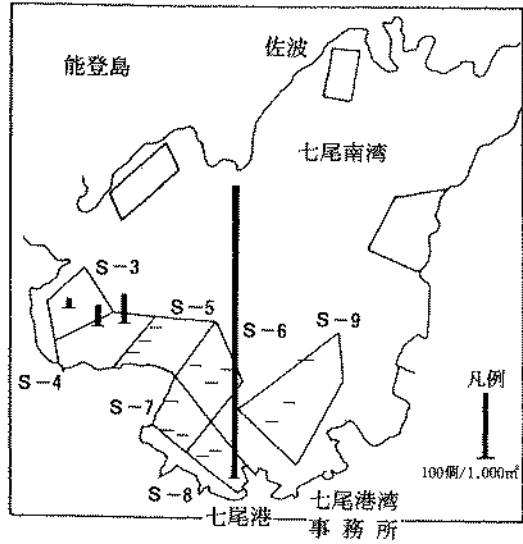 佐波
能登島
七尾南湾
S-3
S-5
S-9
S-6
S-4
凡例
S-7
100個/1,000㎡
S-8
七尾港
七尾港湾
事務所